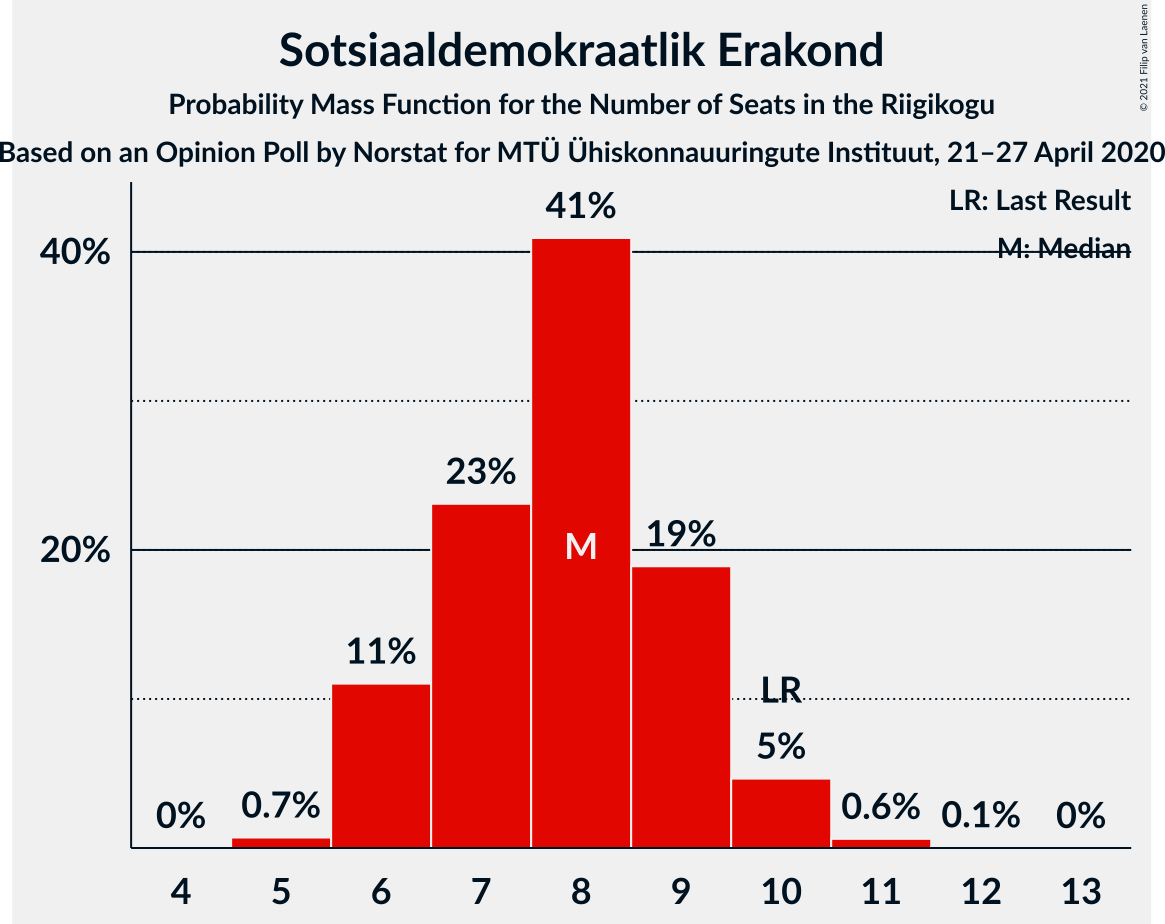 Sotsiaaldemokraatlik Erakond
Probability Mass Function for the Number of Seats in the Riigikogu
Based on an Opinion Poll by Norstat for MTÜ Ühiskonnauuringute Instituut, 21–27 April 2020
© 2021 Filip van Laenen
LR: Last Result
M: Median
40%
20%
0%
0.7%
11%
23%
41%
M
19%
LR
5%
0.6%
0.1%
0%
4 5 6 7 8 9 10 11 12 13